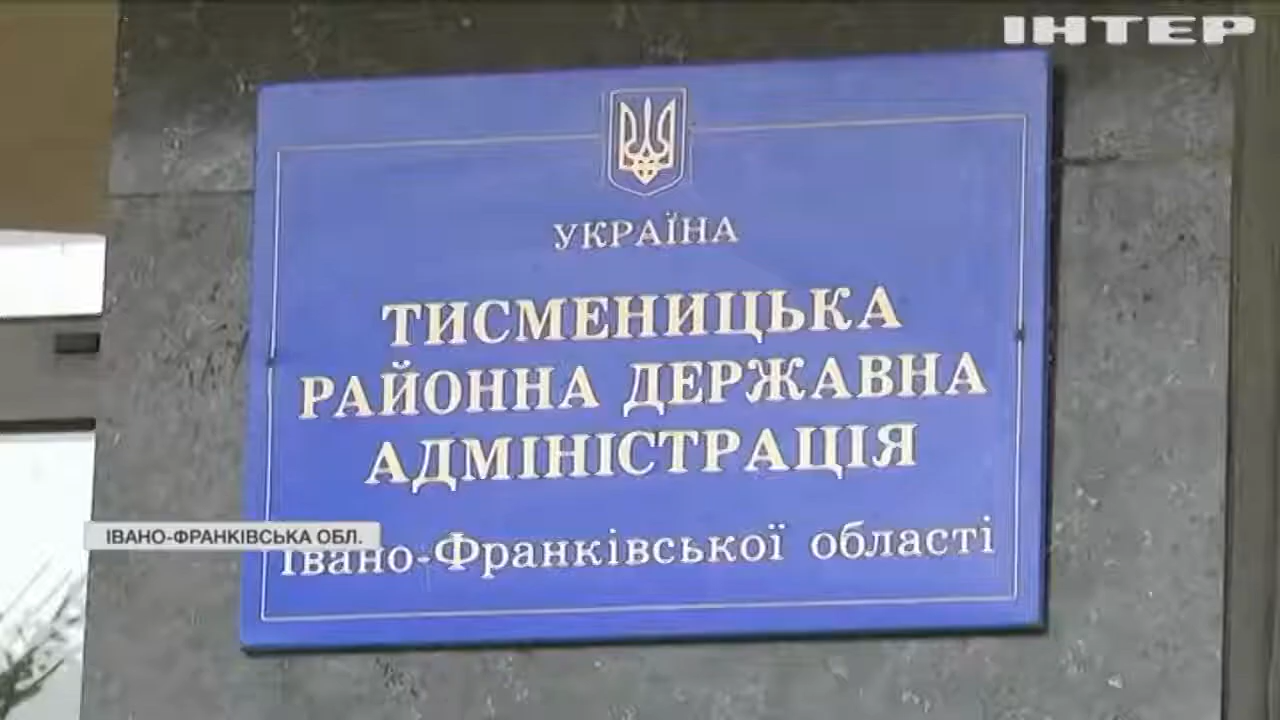 ІНТЕР
УКРАЇНА
ТИСМЕНИЦЬКА
РАЙОННА ДЕРЖАВНА
АДМІНІСТРАЦІЯ
ІВАНО-ФРАНКІВСЬКА ОБЛ.
Івано-Франківської області